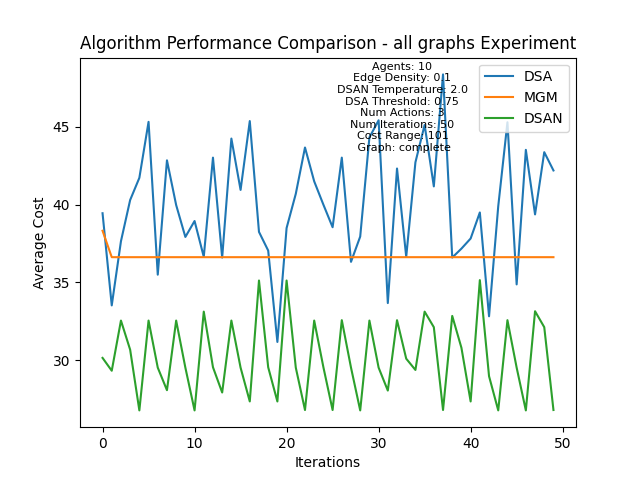 Algorithm Performance Comparison - all graphs Experiment
Agents: 10
Edge Density: 0.1
DSAN Temperature: 2.0
DSA Threshold: 0.75
Num Actions: 3
Num Iterations: 50
Cost Range: 101
Graph: complete
DSA
MGM
DSAN
Average Cost
45
40
35
30
0
10
20
30
40
50
Iterations